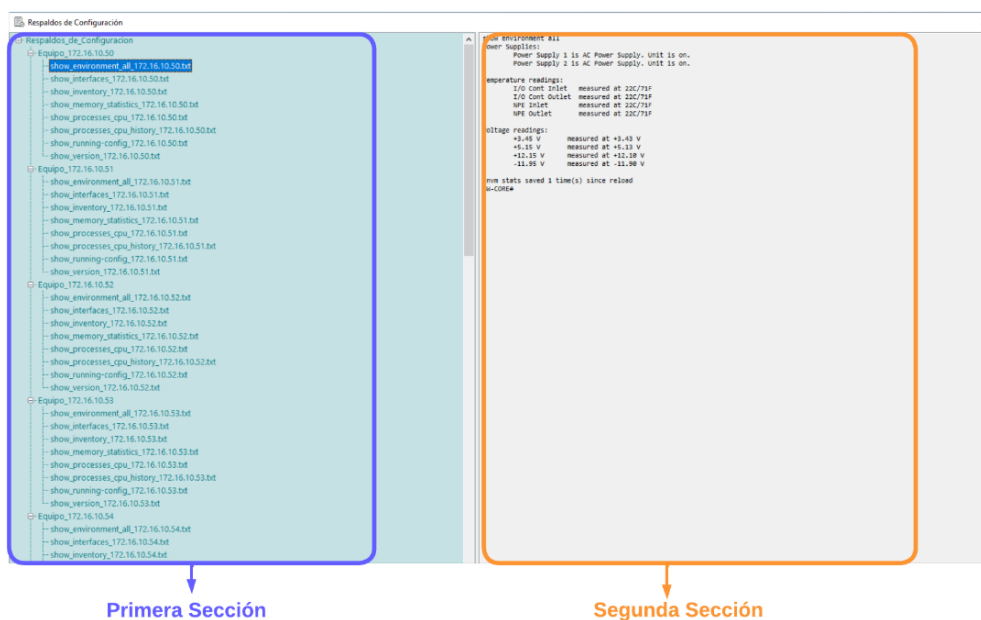 Respaldos de Configuración
Respaldos_de_Configuracion
Equipo_172.16.10.50
show_environment_all_172.16.10.50.txt
show_interfaces_172.16.10.50.txt
show_inventory_172.16.10.50.txt
show_memory_statistics_172.16.10.50.txt
show_processes_cpu_172.16.10.50.txt
show_processes_cpu_history_172.16.10.50.txt
show_running-config_172.16.10.50.txt
show_version_172.16.10.50.txt
Equipo_172.16.10.51
show_environment_all_172.16.10.51.txt
show_interfaces_172.16.10.51.txt
show_inventory_172.16.10.51.txt
show_memory_statistics_172.16.10.51.txt
show_processes_cpu_172.16.10.51.txt
show_processes_cpu_history_172.16.10.51.txt
show_running-config_172.16.10.51.txt
show_version_172.16.10.51.txt
Equipo_172.16.10.52
show_environment_all_172.16.10.52.txt
show_interfaces_172.16.10.52.txt
show_inventory_172.16.10.52.txt
show_memory_statistics_172.16.10.52.txt
show_processes_cpu_172.16.10.52.txt
show_processes_cpu_history_172.16.10.52.txt
show_running-config_172.16.10.52.txt
show_version_172.16.10.52.txt
Equipo_172.16.10.53
show_environment_all_172.16.10.53.txt
show_interfaces_172.16.10.53.txt
show_inventory_172.16.10.53.txt
show_memory_statistics_172.16.10.53.txt
show_processes_cpu_172.16.10.53.txt
show_processes_cpu_history_172.16.10.53.txt
show_running-config_172.16.10.53.txt
show_version_172.16.10.53.txt
Equipo_172.16.10.54
show_environment_all_172.16.10.54.txt
show_interfaces_172.16.10.54.txt
show_inventory_172.16.10.54.txt
show environment all
ower Supplies:
Power Supply 1 is AC Power Supply. Unit is on.
Power Supply 2 is AC Power Supply. Unit is on.
emperature readings:
I/O Cont Inlet measured at 22C/71F
I/O Cont Outlet measured at 22C/71F
NPE Inlet measured at 22C/71F
NPE Outlet measured at 22C/71F
oltage readings:
+3.45 V measured at +3.43 V
+5.15 V measured at +5.13 V
+12.15 V measured at +12.10 V
-11.95 V measured at -11.90 V
nvm stats saved 1 time(s) since reload
W-CORE#
Primera Sección
Segunda Sección